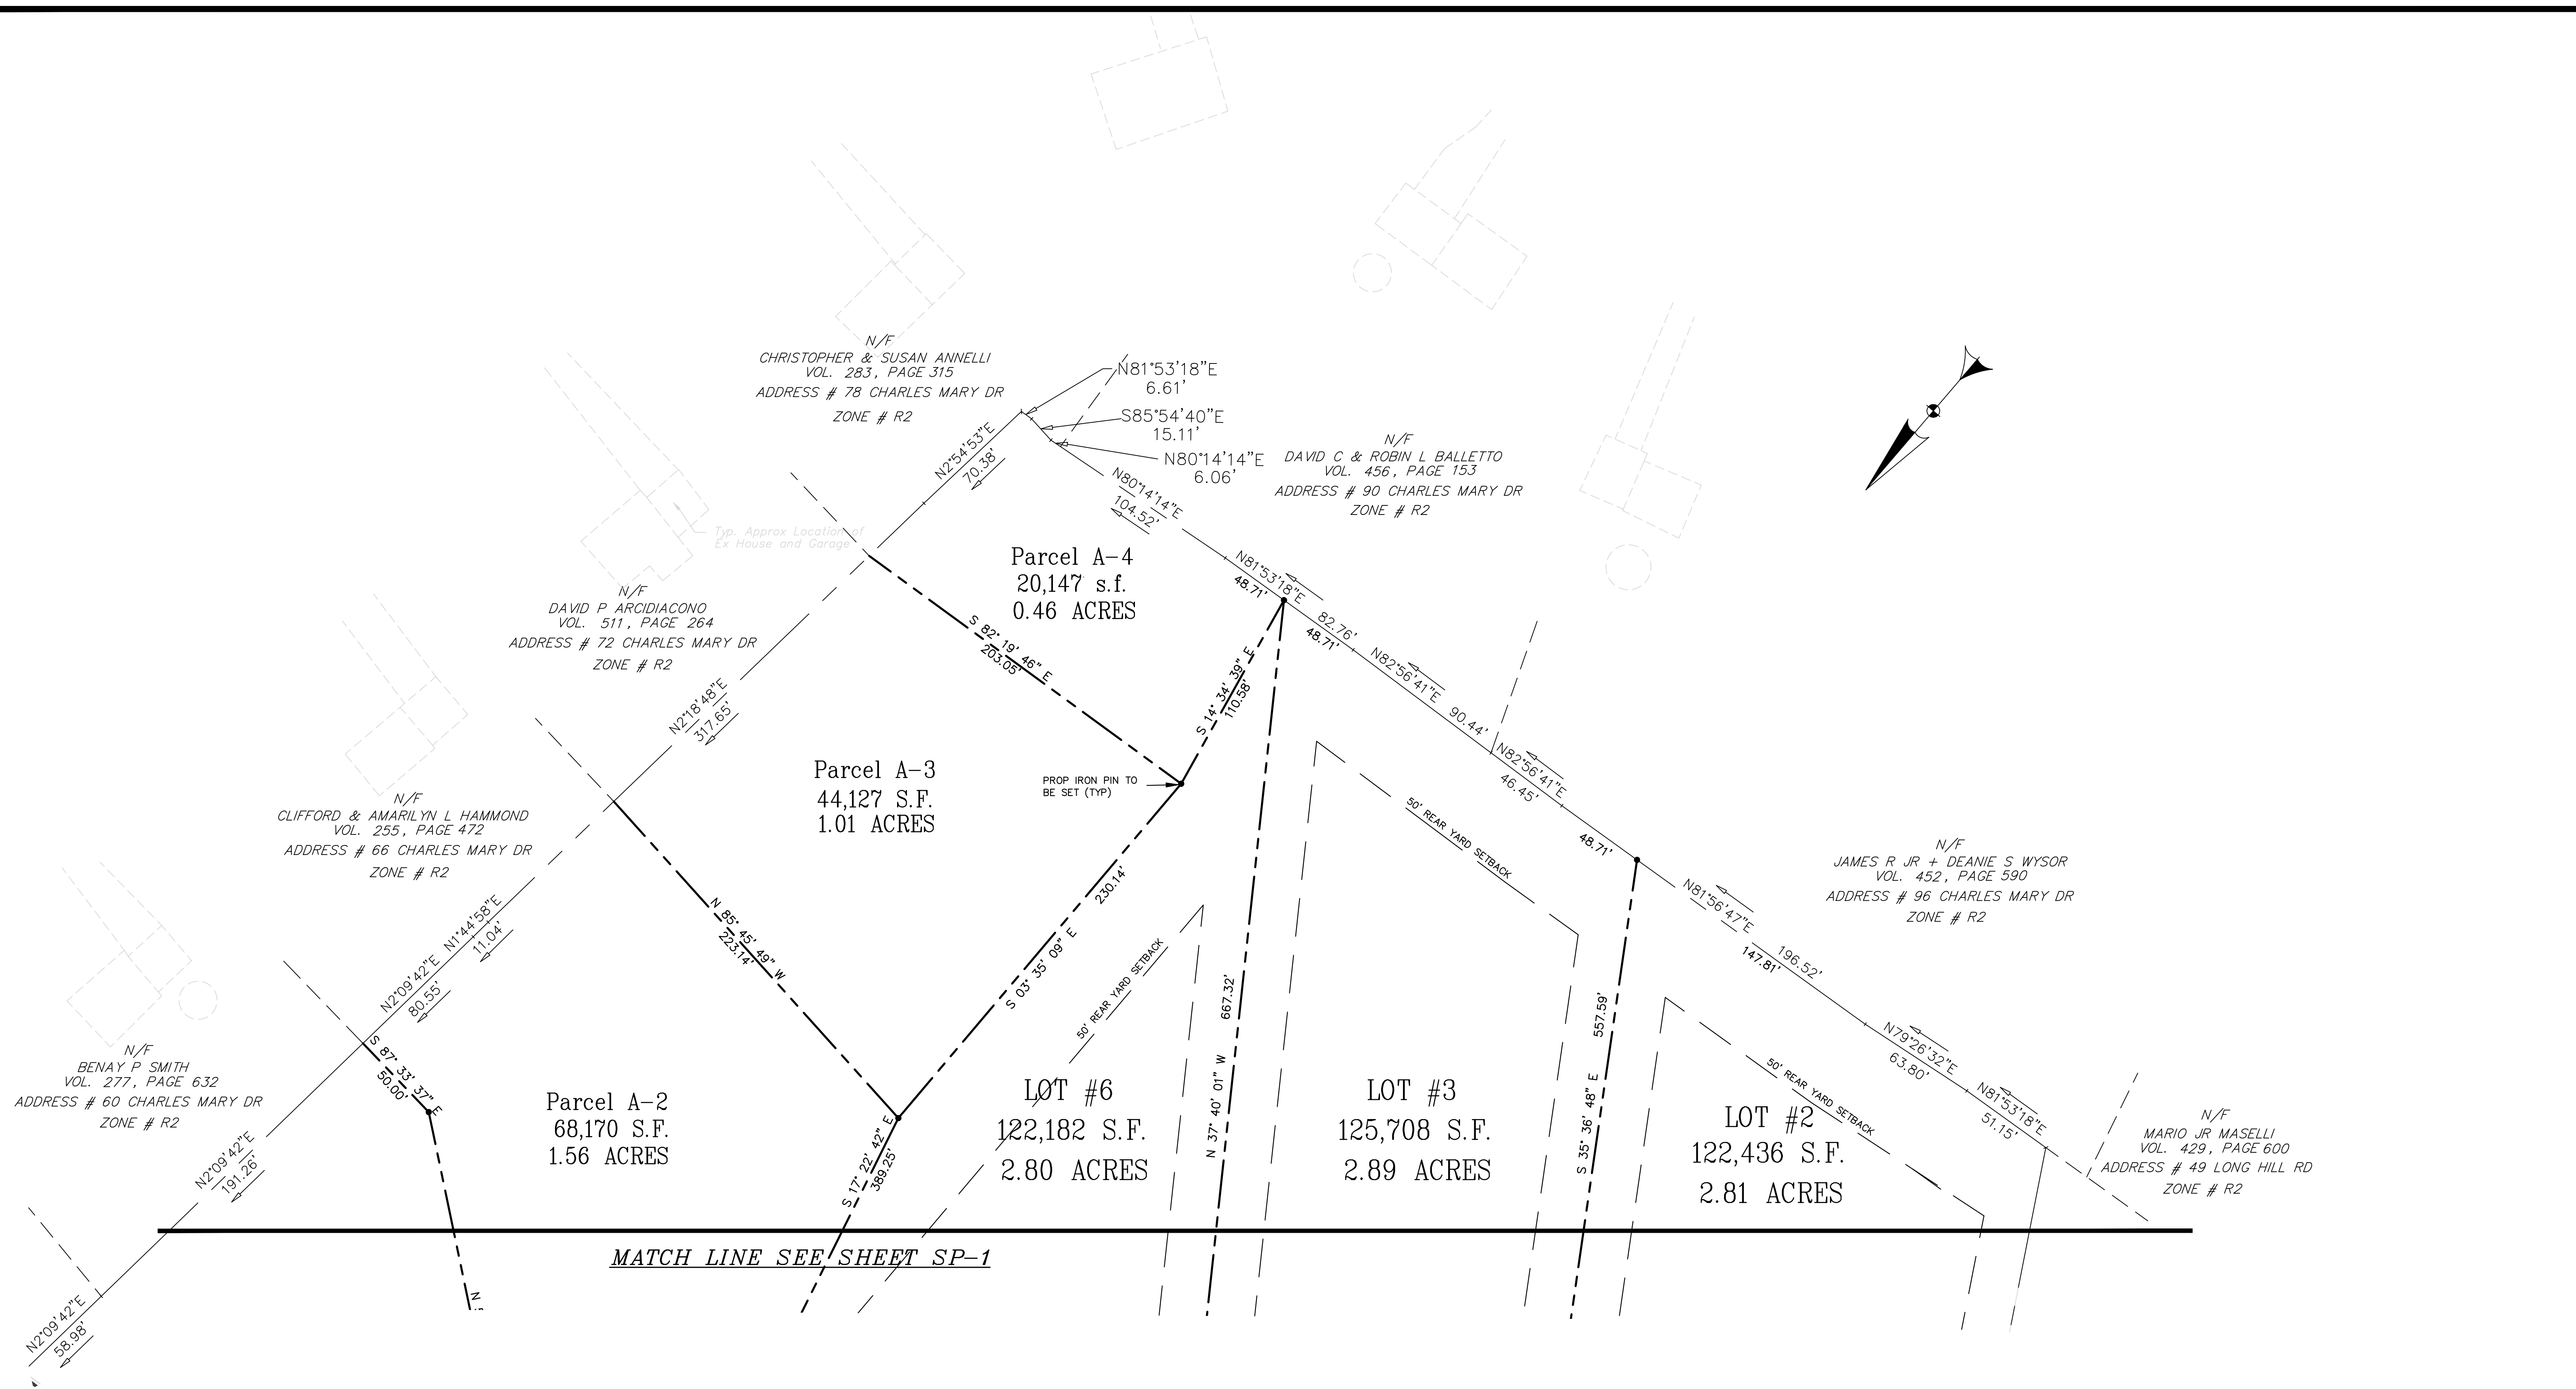 N/F
CHRISTOPHER & SUSAN ANNELLI
VOL. 283, PAGE 315
ADDRESS # 78 CHARLES MARY DR
ZONE # R2
N81°53'18"E
6.61'
S85°54'40"E
15.11'
N80°14'14"E
6.06'
N2°54'53"E
70.38'
N/F
DAVID C & ROBIN L BALLETTO
VOL. 456, PAGE 153
ADDRESS # 90 CHARLES MARY DR
ZONE # R2
N80°14'14"E
104.52'
Typ. Approx Location of
Ex House and Garage
Parcel A-4
20,147 s.f.
0.46 ACRES
N81°53'18"E
48.71'
82.76'
48.71'
N/F
DAVID P ARCIDIACONO
VOL. 511, PAGE 264
ADDRESS # 72 CHARLES MARY DR
ZONE # R2
S 82° 19' 46" E
203.05'
S 14° 34' 39" E
110.58'
N82°56'41"E
90.44'
N2°18'48"E
317.65'
N82°56'41"E
46.45'
48.71'
Parcel A-3
44,127 S.F.
1.01 ACRES
PROP IRON PIN TO
BE SET (TYP)
50' REAR YARD SETBACK
N/F
CLIFFORD & AMARILYN L HAMMOND
VOL. 255, PAGE 472
ADDRESS # 66 CHARLES MARY DR
ZONE # R2
N/F
JAMES R JR + DEANIE S WYSOR
VOL. 452, PAGE 590
ADDRESS # 96 CHARLES MARY DR
ZONE # R2
N1°44'58"E
11.04'
N 85° 45' 49" W
223.14'
S 03° 35' 09" E
230.14'
50' REAR YARD SETBACK
N81°56'47"E
196.52'
147.81'
N2°09'42"E
80.55'
N 37° 40' 01" W
667.32'
S 35° 36' 48" E
557.59'
N79°26'32"E
63.80'
N/F
BENAY P SMITH
VOL. 277, PAGE 632
ADDRESS # 60 CHARLES MARY DR
ZONE # R2
S 87° 33' 37" E
50.00'
Parcel A-2
68,170 S.F.
1.56 ACRES
LOT #6
122,182 S.F.
2.80 ACRES
LOT #3
125,708 S.F.
2.89 ACRES
50' REAR YARD SETBACK
LOT #2
122,436 S.F.
2.81 ACRES
N81°53'18"E
51.15'
N/F
MARIO JR MASELLI
VOL. 429, PAGE 600
ADDRESS # 49 LONG HILL RD
ZONE # R2
S 17° 22' 42" E
389.25'
N2°09'42"E
191.26'
MATCH LINE SEE SHEET SP-1
N
N2°09'42"E
58.98'